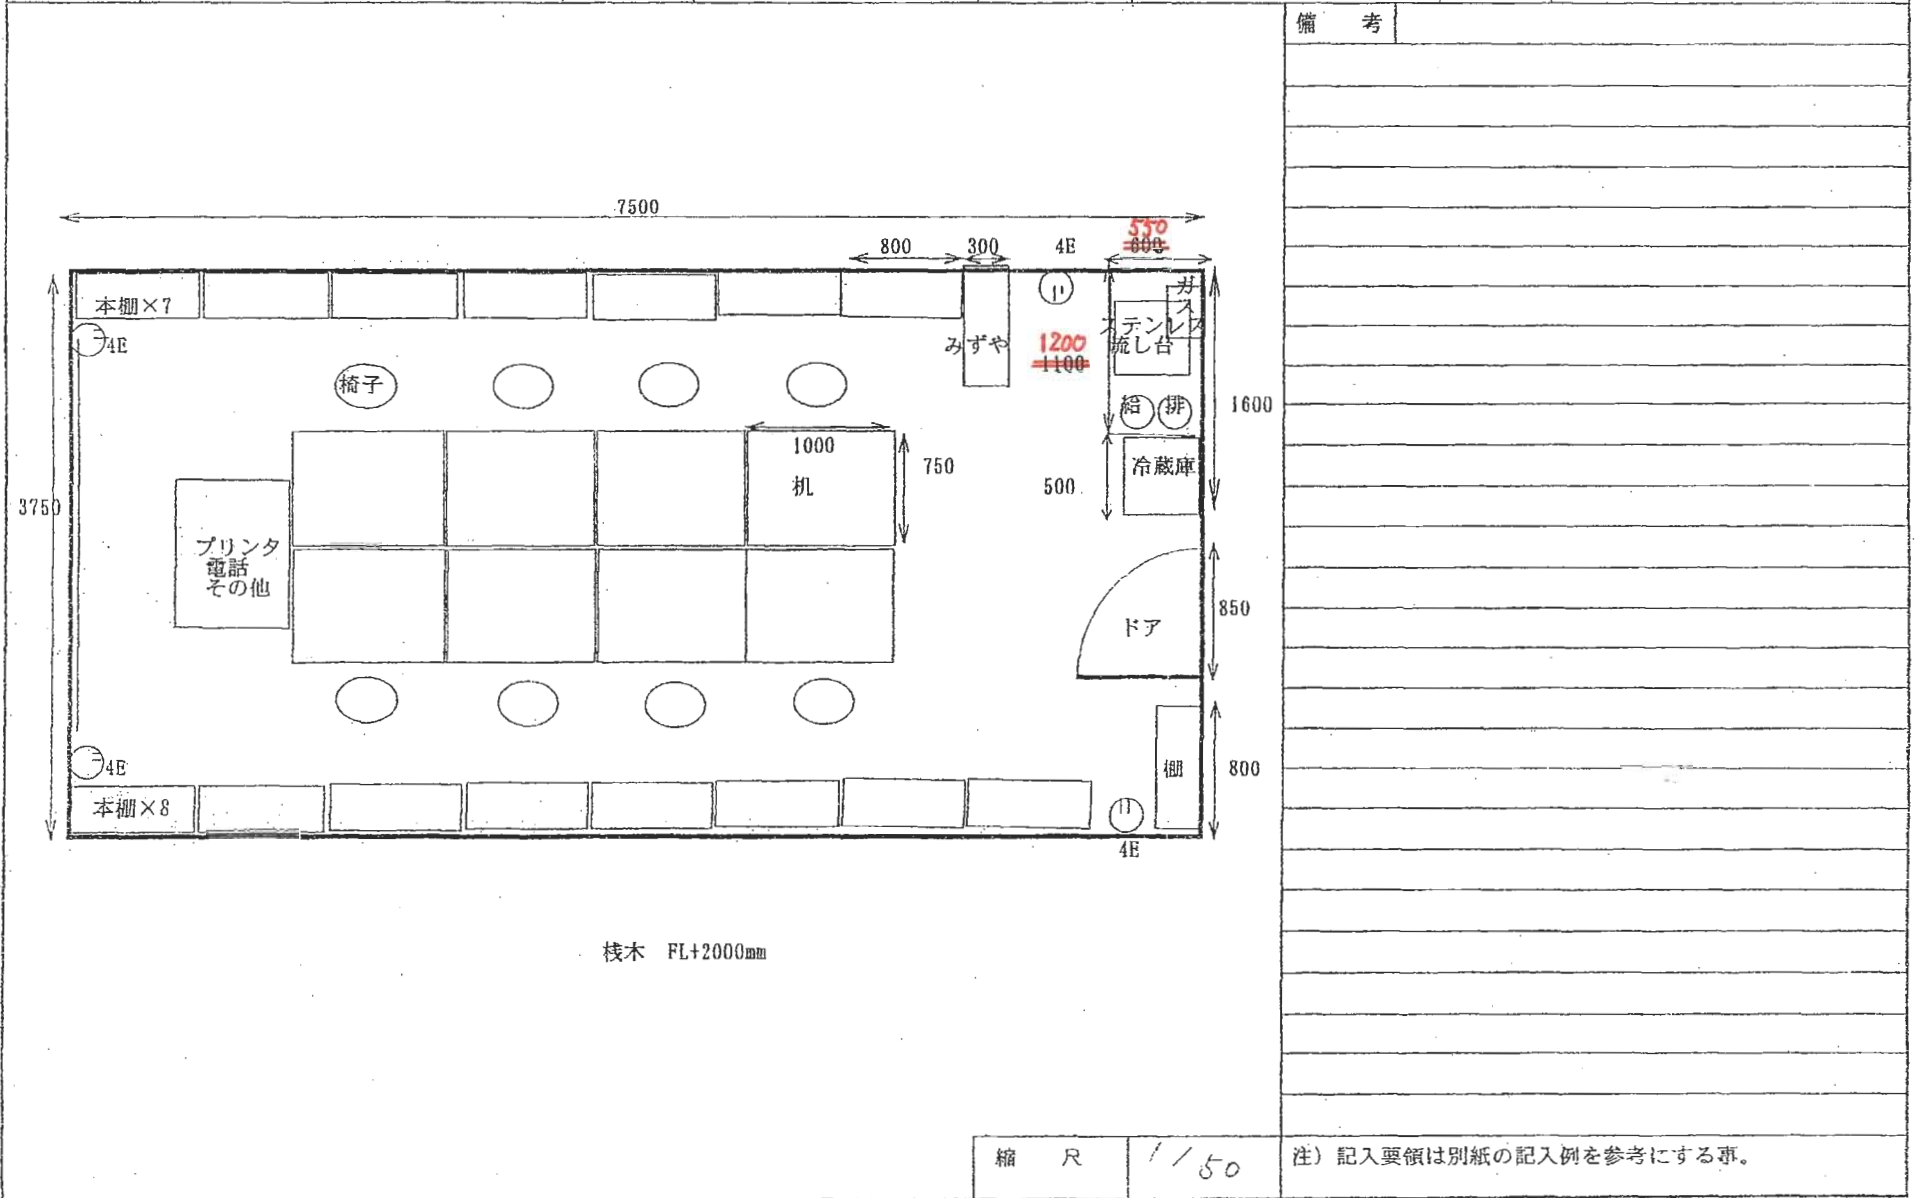 備 考
7500
550
800
300
4E
600
本棚×7
ガス
4E
みずや
1200
1100
ステンレス
流し台
椅子
給
排
1600
1000
750
机
冷蔵庫
500
3750
プリンタ
電話
その他
850
ドア
4E
棚
800
本棚×8
4E
桟木 FL+2000mm
縮 尺
1/50
注）記入要領は別紙の記入例を参考にする事。